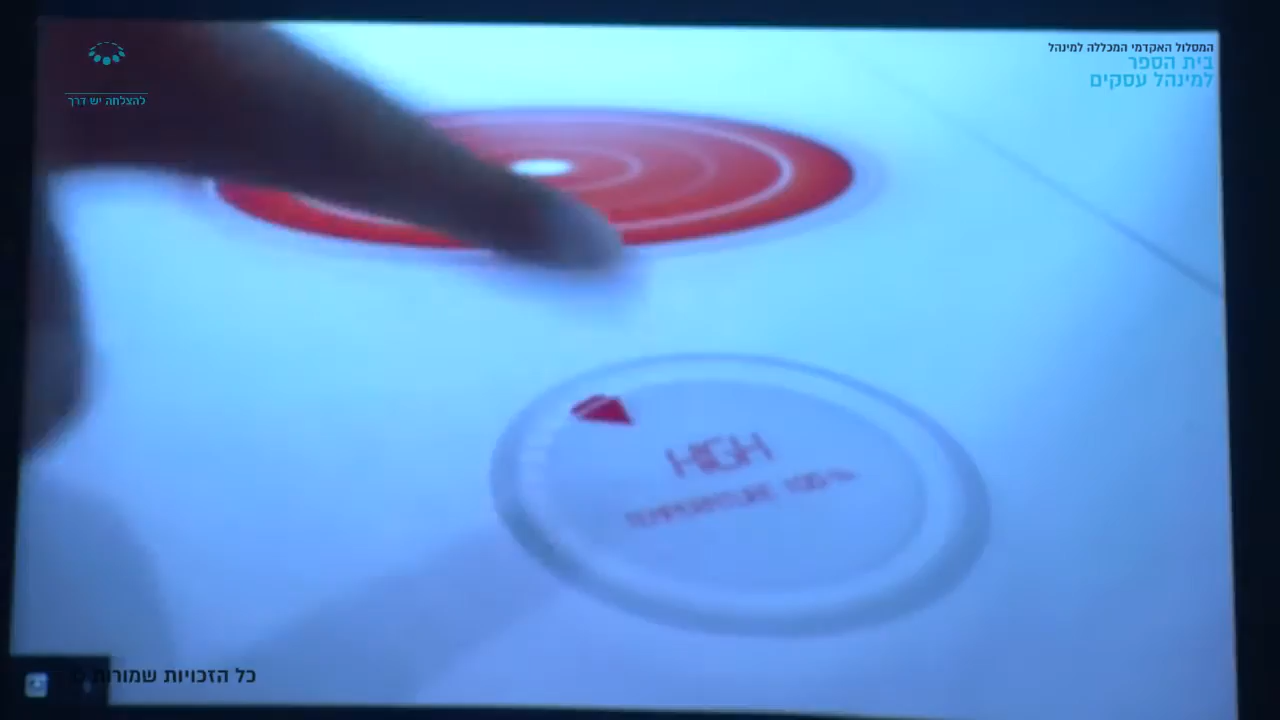 המסלול האקדמי המכללה למינהל
בית הספר
למינהל עסקים
להצלחה יש דרך
HIGH
TEMPERATURE 100 %
כל הזכויות שמורות ©